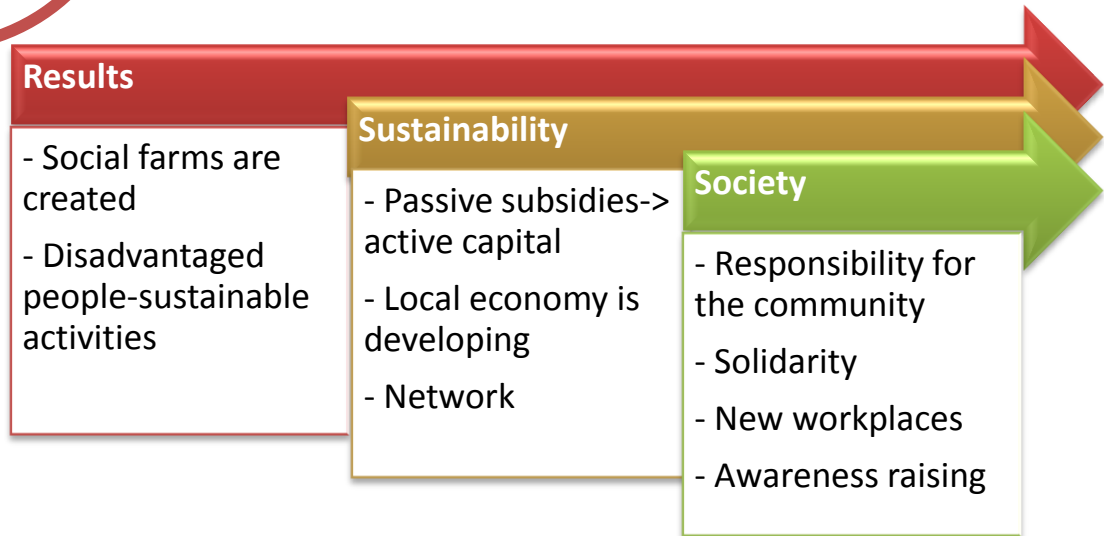 Results
- Social farms are
created
- Disadvantaged
people-sustainable
activities
Sustainability
- Passive subsidies->
active capital
- Local economy is
developing
- Network
Society
- Responsibility for
the community
- Solidarity
- New workplaces
- Awareness raising